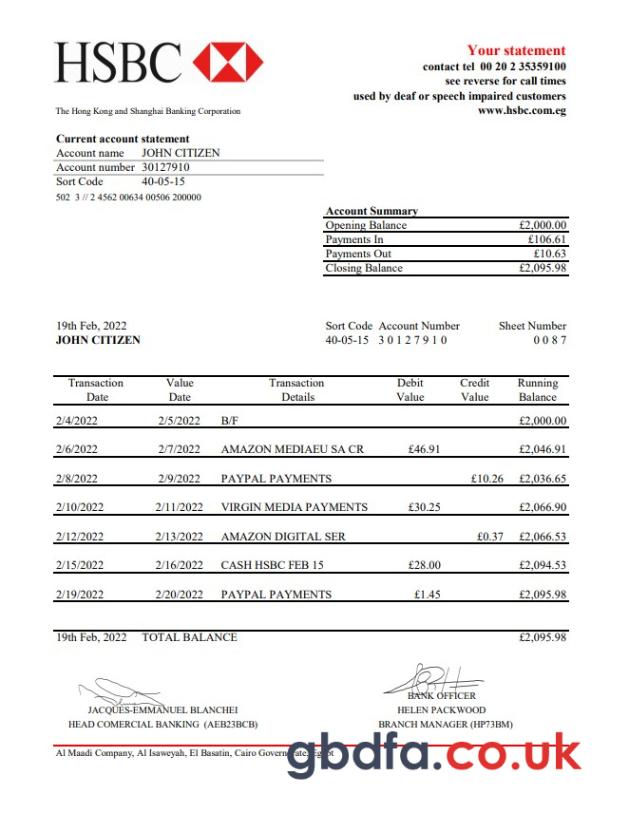 HSBC
Your statement
contact tel 00 20 2 35359100
see reverse for call times
used by deaf or speech impaired customers
www.hsbc.com.eg
The Hong Kong and Shanghai Banking Corporation
Current account statement
Account name JOHN CITIZEN
Account number 30127910
Sort Code 40-05-15
502 3 // 2 4562 00634 00506 200000
Account Summary
Opening Balance £2,000.00
Payments In £106.61
Payments Out £10.63
Closing Balance £2,095.98
19th Feb, 2022 Sort Code Account Number Sheet Number
JOHN CITIZEN 40-05-15 3 0 1 2 7 9 1 0 0 0 8 7
Transaction Value Transaction Debit Credit Running
Date Date Details Value Value Balance
2/4/2022 2/5/2022 B/F £2,000.00
2/6/2022 2/7/2022 AMAZON MEDIAEU SA CR £46.91 £2,046.91
2/8/2022 2/9/2022 PAYPAL PAYMENTS £10.26 £2,036.65
2/10/2022 2/11/2022 VIRGIN MEDIA PAYMENTS £30.25 £2,066.90
2/12/2022 2/13/2022 AMAZON DIGITAL SER £0.37 £2,066.53
2/15/2022 2/16/2022 CASH HSBC FEB 15 £28.00 £2,094.53
2/19/2022 2/20/2022 PAYPAL PAYMENTS £1.45 £2,095.98
19th Feb, 2022 TOTAL BALANCE £2,095.98
JACQUES-EMMANUEL BLANCHEI
HEAD COMERCIAL BANKING (AEB23BCB)
BANK OFFICER
HELEN PACKWOOD
BRANCH MANAGER (HP73BM)
Al Maadi Company, Al Isaweyah, El Basatin, Cairo Governorate, Egypt
gbdfa.co.uk